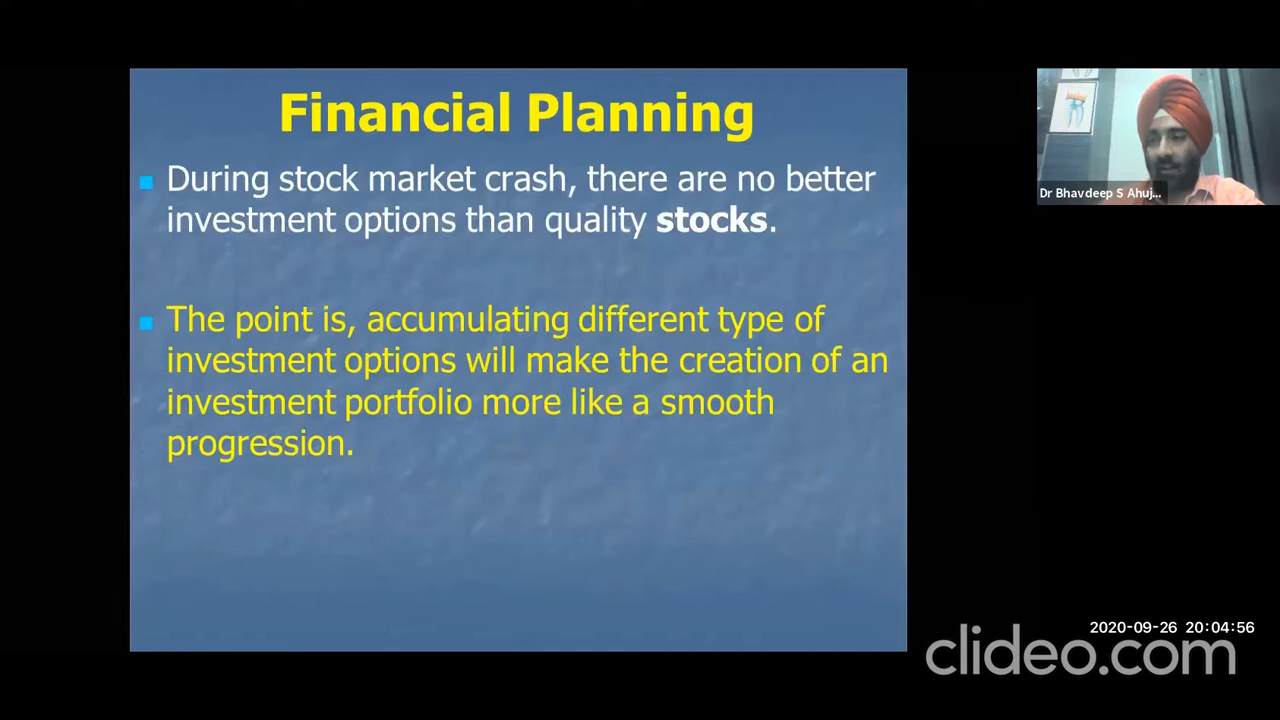 Financial Planning
During stock market crash, there are no better
investment options than quality stocks.
The point is, accumulating different type of
investment options will make the creation of an
investment portfolio more like a smooth
progression.
Dr Bhavdeep S Ahuj...
2020-09-26 20:04:56
clideo.com